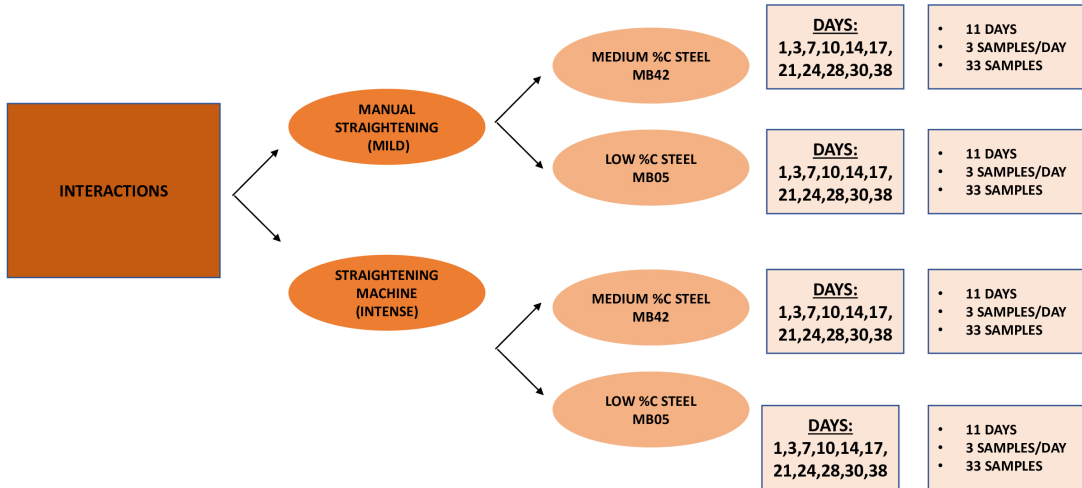 INTERACTIONS
MANUAL
STRAIGHTENING
(MILD)
MEDIUM %C STEEL
MB42
DAYS:
1,3,7,10,14,17,
21,24,28,30,38
• 11 DAYS
• 3 SAMPLES/DAY
• 33 SAMPLES
LOW %C STEEL
MB05
DAYS:
1,3,7,10,14,17,
21,24,28,30,38
• 11 DAYS
• 3 SAMPLES/DAY
• 33 SAMPLES
STRAIGHTENING
MACHINE
(INTENSE)
MEDIUM %C STEEL
MB42
DAYS:
1,3,7,10,14,17,
21,24,28,30,38
• 11 DAYS
• 3 SAMPLES/DAY
• 33 SAMPLES
LOW %C STEEL
MB05
DAYS:
1,3,7,10,14,17,
21,24,28,30,38
• 11 DAYS
• 3 SAMPLES/DAY
• 33 SAMPLES